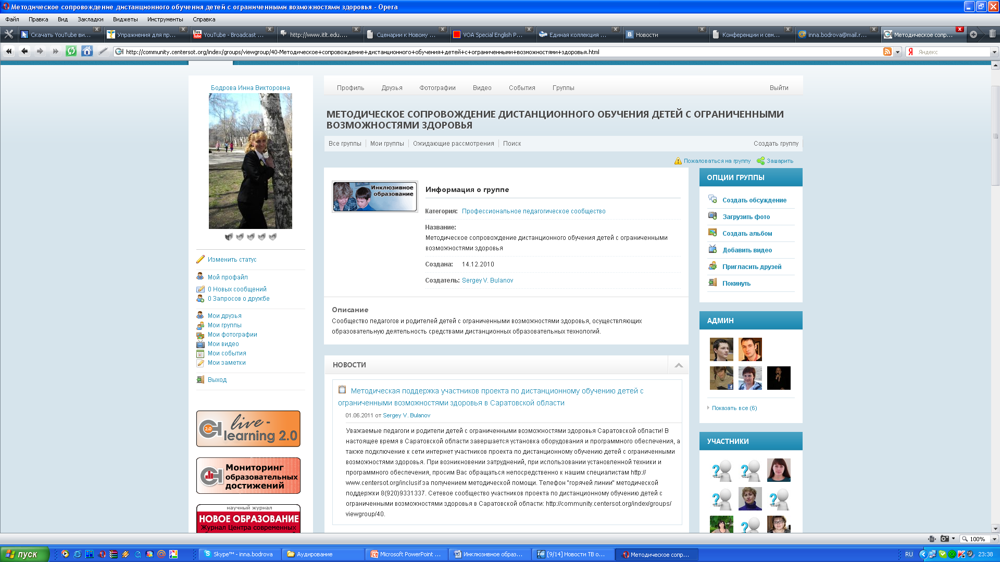 Методическое сопровождение дистанционного обучения детей с ограниченными возможностями здоровья - Opera
Файл Правка Вид Закладки Виджеты Инструменты Справка
Скачать YouTube ви... Упражнения для пр... YouTube - Broadcast ... http://www.itlt.edu.... Сценарии к Новому ... VOA Special English P... Единая коллекция ... Новости Конференции и сем... inna.bodrova@mail.r... Методическое сопр...
http://community.centersot.org/index/groups/viewgroup/40-Методическое+сопровождение+дистанционного+обучения+детей+с+ограниченными+возможностями+здоровья.html Яндекс
Бодрова Инна Викторовна
Изменить статус
Мой профайл
0 Новых сообщений
0 Запросов о дружбе
Мои друзья
Мои группы
Мои фотографии
Мои видео
Мои события
Мои заметки
Выход
2.0 live-
learning 2.0
Мониторинг
образовательных
достижений
научный журнал
НОВОЕ ОБРАЗОВАНИЕ
Журнал Центра современных
Профиль Друзья Фотографии Видео События Группы Выйти
МЕТОДИЧЕСКОЕ СОПРОВОЖДЕНИЕ ДИСТАНЦИОННОГО ОБУЧЕНИЯ ДЕТЕЙ С ОГРАНИЧЕННЫМИ
ВОЗМОЖНОСТЯМИ ЗДОРОВЬЯ
Все группы Мои группы Ожидающие рассмотрения Поиск Создать группу
Пожаловаться на группу Зашарить
Инклюзивное
образование
Информация о группе
Категория: Профессиональное педагогическое сообщество
Название:
Методическое сопровождение дистанционного обучения детей с ограниченными
возможностями здоровья
Создана: 14.12.2010
Создатель: Sergey V. Bulanov
Описание
Сообщество педагогов и родителей детей с ограниченными возможностями здоровья, осуществляющих
образовательную деятельность средствами дистанционных образовательных технологий.
НОВОСТИ
Методическая поддержка участников проекта по дистанционному обучению детей с
ограниченными возможностями здоровья в Саратовской области
01.06.2011 от Sergey V. Bulanov
Уважаемые педагоги и родители детей с ограниченными возможностями здоровья Саратовской области! В
настоящее время в Саратовской области завершается установка оборудования и программного обеспечения, а
также подключение к сети интернет участников проекта по дистанционному обучению детей с ограниченными
возможностями здоровья. При возникновении затруднений, при использовании установленной техники и
программного обеспечения, просим Вас обращаться непосредственно к нашим специалистам http://
www.centersot.org/inclusif за получением методической помощи. Телефон "горячей линии" методической
поддержки 8(920)9331337. Сетевое сообщество участников проекта по дистанционному обучению детей с
ограниченными возможностями здоровья в Саратовской области: http://community.centersot.org/index/groups/
viewgroup/40.
ОПЦИИ ГРУППЫ
Создать обсуждение
Загрузить фото
Создать альбом
Добавить видео
Пригласить друзей
Покинуть
АДМИН
Показать все (6)
УЧАСТНИКИ
100%
пуск Skype™ - inna.bodrova Аудирование Microsoft PowerPoint ... Инклюзивное образ... [9/14] Новости ТВ о... Методическое сопр... RU 23:38